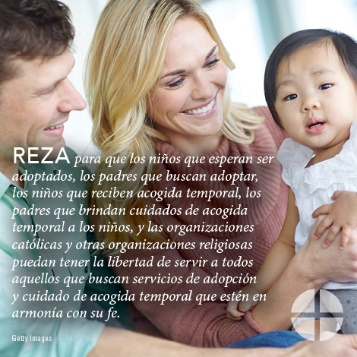 REZA para que los niños que esperan ser
adoptados, los padres que buscan adoptar,
los niños que reciben acogida temporal, los
padres que brindan cuidados de acogida
temporal a los niños, y las organizaciones
católicas y otras organizaciones religiosas
puedan tener la libertad de servir a todos
aquellos que buscan servicios de adopción
y cuidado de acogida temporal que estén en
armonía con su fe.
Getty Images